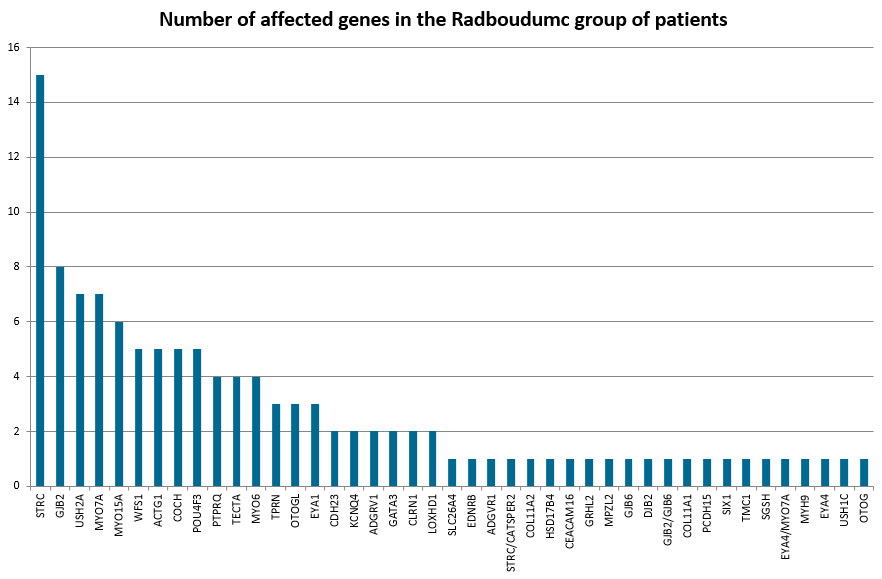 Number of affected genes in the Radboudumc group of patients
16
14
12
10
8
6
4
2
0
STRC
GJB2
USH2A
MYO7A
MYO15A
WFS1
ACTG1
COCH
POU4F3
PTPRQ
TECTA
MYO6
TPRN
OTOGL
EYA1
CDH23
KCNQ4
ADGRV1
GATA3
CLRN1
LOXHD1
SLC26A4
EDNRB
ADGVR1
STRC/CATSPER2
COL11A2
HSD17B4
CEACAM16
GRHL2
MPZL2
GJB6
DJB2
GJB2/GJB6
COL11A1
PCDH15
SIX1
TMC1
SGSH
EYA4/MYO7A
MYH9
EYA4
USH1C
OTOG